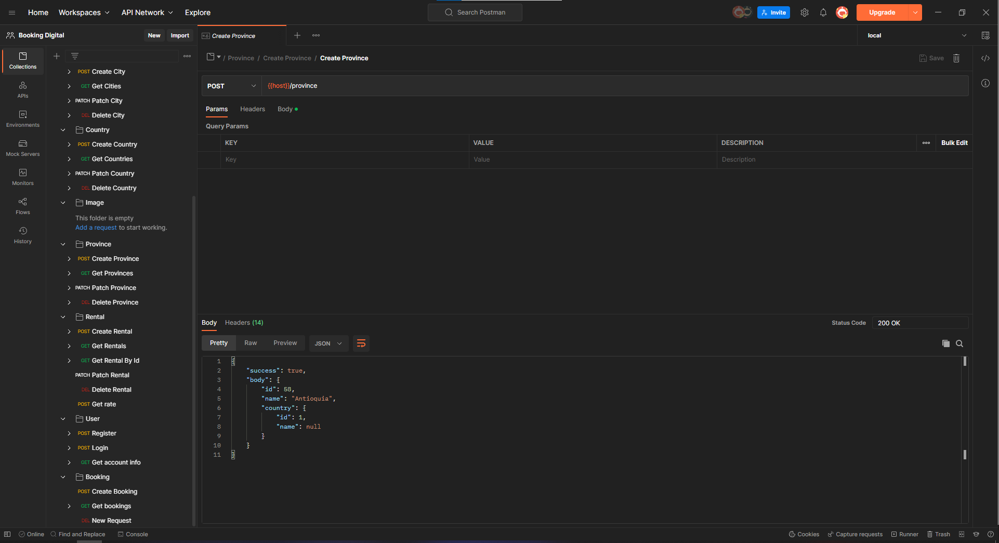 Home Workspaces API Network Explore Search Postman Invite Upgrade
Booking Digital New Import Create Province local
Collections
APIs
Environments
Mock Servers
Monitors
Flows
History
POST Create City
GET Get Cities
PATCH Patch City
DEL Delete City
Country
POST Create Country
GET Get Countries
PATCH Patch Country
DEL Delete Country
Image
This folder is empty
Add a request to start working.
Province
POST Create Province
GET Get Provinces
PATCH Patch Province
DEL Delete Province
Rental
POST Create Rental
GET Get Rentals
GET Get Rental By Id
PATCH Patch Rental
DEL Delete Rental
POST Get rate
User
POST Register
POST Login
GET Get account info
Booking
POST Create Booking
GET Get bookings
DEL New Request
/ Province / Create Province / Create Province Save
POST {{host}}/province
Params Headers Body
Query Params
KEY VALUE DESCRIPTION Bulk Edit
Key Value Description
Body Headers (14) Status Code 200 OK
Pretty Raw Preview JSON
1 {
2 "success": true,
3 "body": {
4 "id": 58,
5 "name": "Antioquia",
6 "country": {
7 "id": 1,
8 "name": null
9 }
10 }
11 }
Online Find and Replace Console Cookies Capture requests Runner Trash